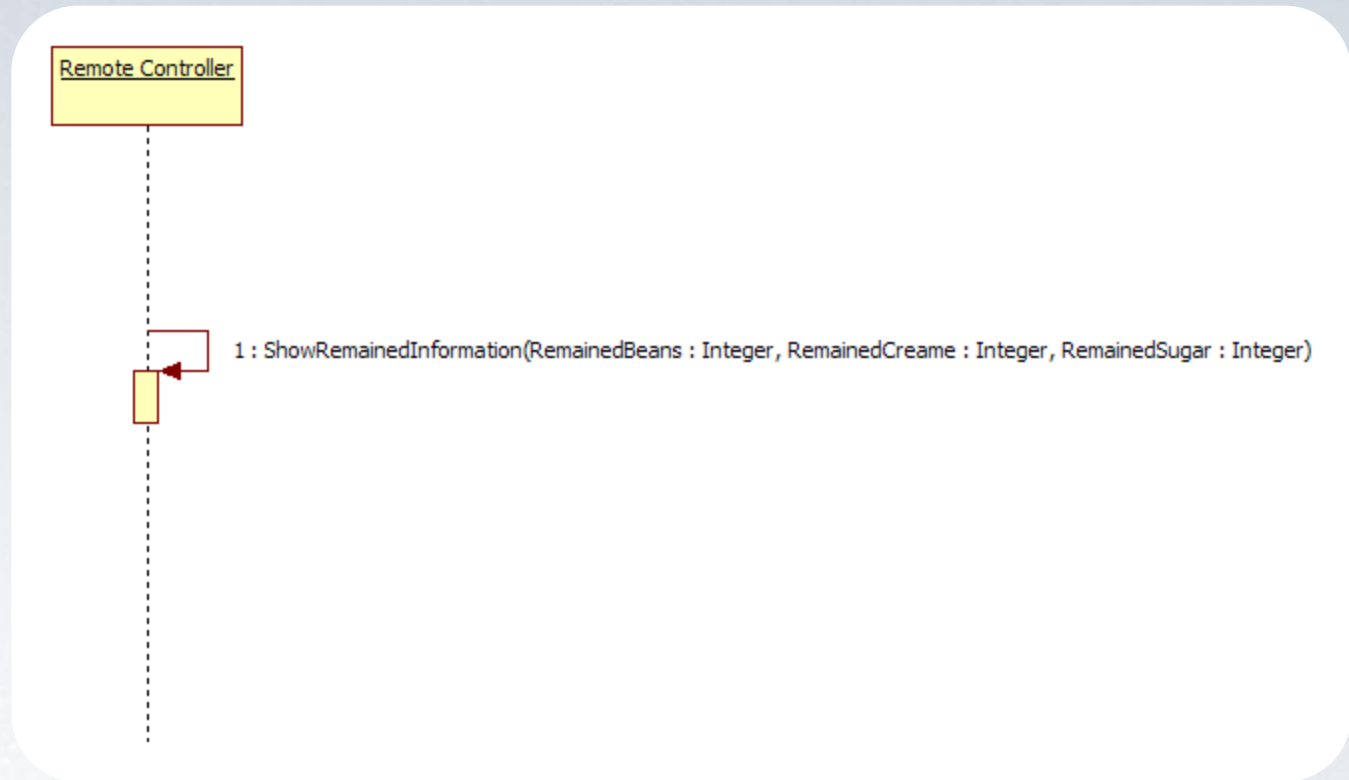 Remote Controller
1 : ShowRemainedInformation(RemainedBeans : Integer, RemainedCreame : Integer, RemainedSugar : Integer)